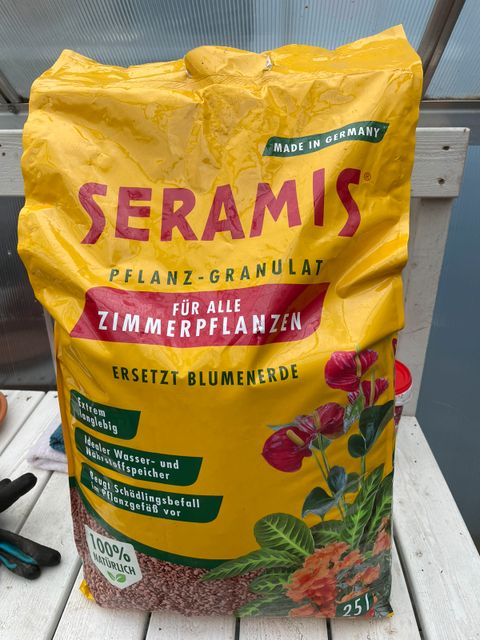 MADE IN GERMANY
SERAMIS®
PFLANZ-GRANULAT
FÜR ALLE
ZIMMERPFLANZEN
ERSETZT BLUMENERDE
Extrem
langlebig
Idealer Wasser- und
Nährstoffspeicher
Beugt Schädlingsbefall
im Pflanzgefäß vor
100%
NATÜRLICH
25 l